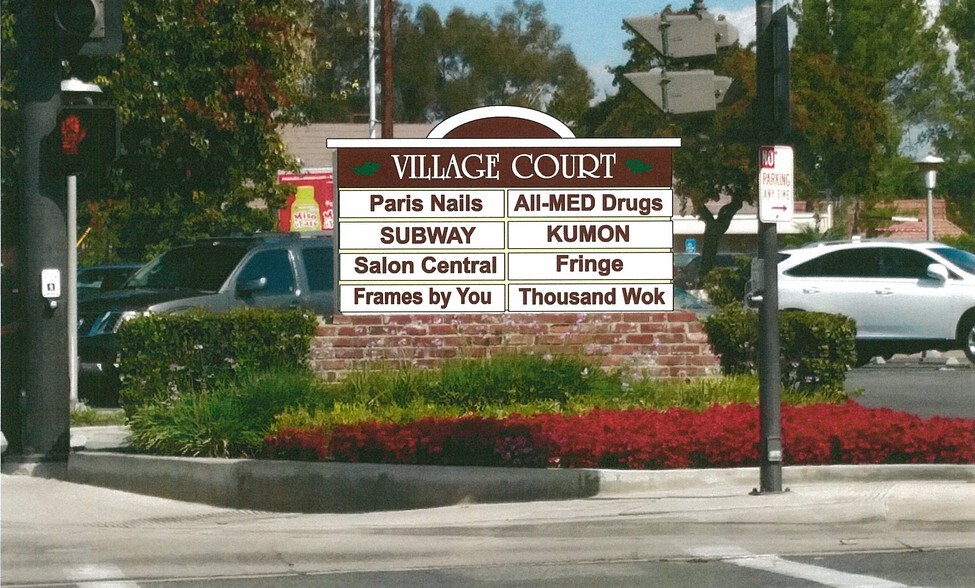 VILLAGE COURT
Paris Nails
All-MED Drugs
SUBWAY
KUMON
Salon Central
Fringe
Frames by You
Thousand Wok
NO
PARKING
ANY TIME